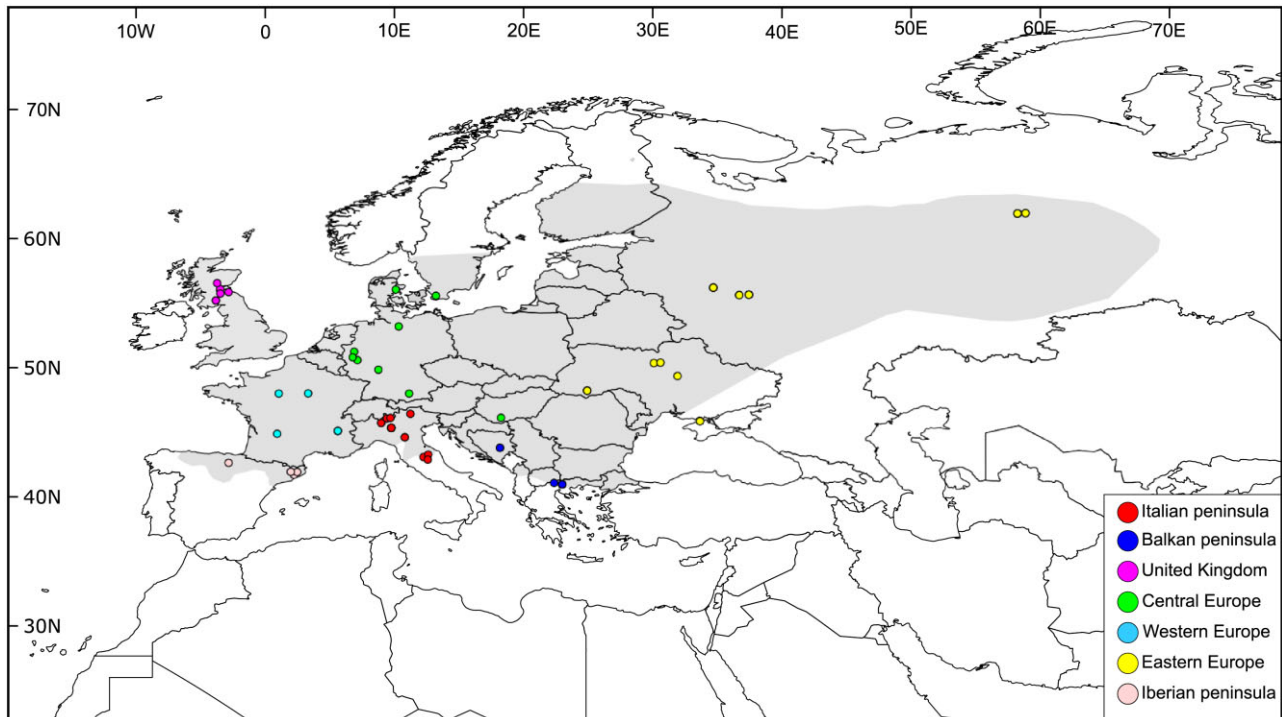 10W 0 10E 20E 30E 40E 50E 60E 70E
70N
60N
50N
40N
30N
Italian peninsula
Balkan peninsula
United Kingdom
Central Europe
Western Europe
Eastern Europe
Iberian peninsula